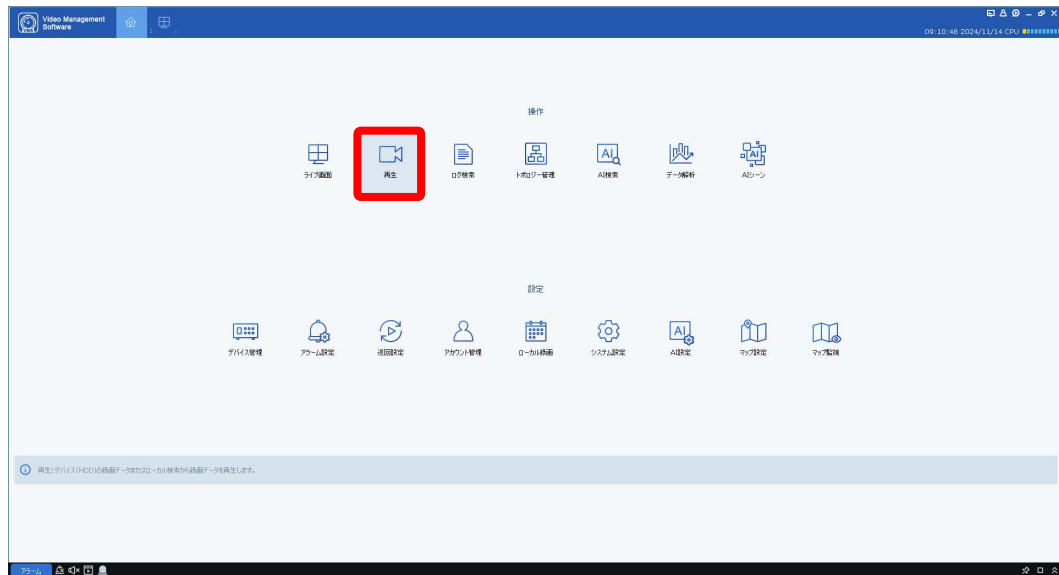 Video Management
Software
09:10:46 2024/11/14 CPU
操作
ライブ画面
再生
ログ検索
トポロジー管理
AI検索
データ解析
AIシーン
設定
デバイス管理
アラーム設定
巡回設定
アカウント管理
ローカル録画
システム設定
AI設定
マップ設定
マップ監視
再生:デバイス(HDD)の録画データまたはローカル検索から録画データを再生します。
アラーム